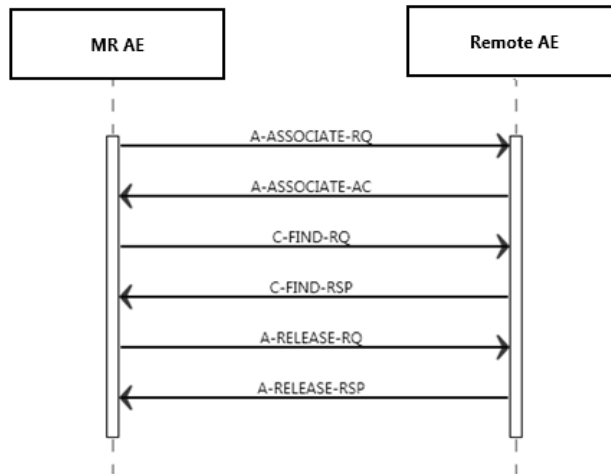 MR AE
Remote AE
A-ASSOCIATE-RQ
A-ASSOCIATE-AC
C-FIND-RQ
C-FIND-RSP
A-RELEASE-RQ
A-RELEASE-RSP